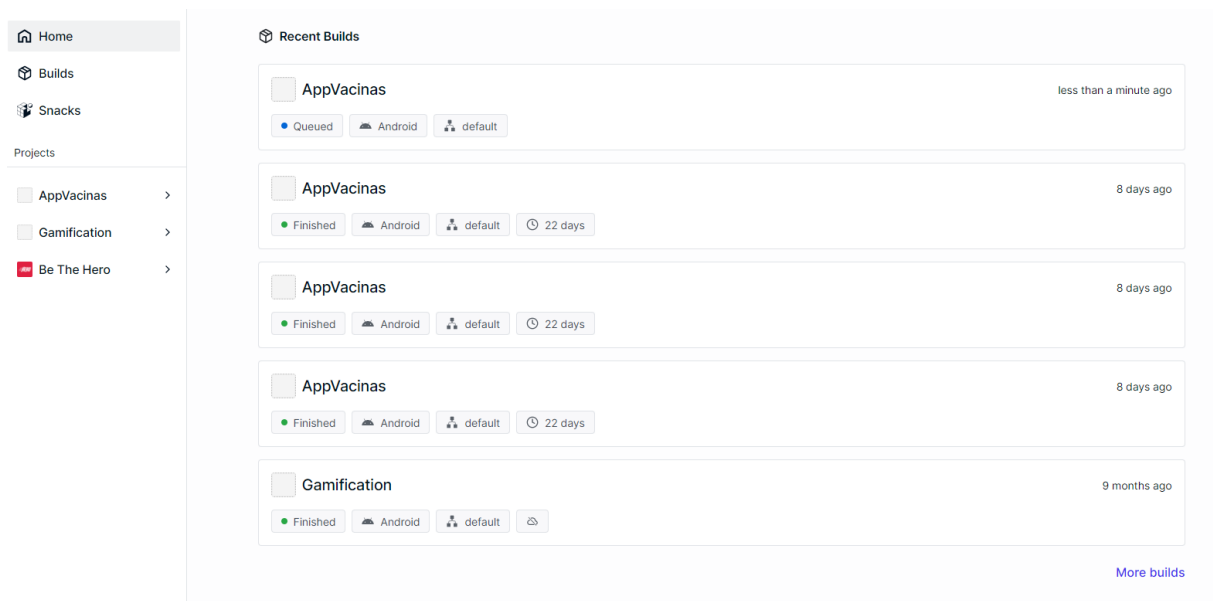 Home
Builds
Snacks
Projects
AppVacinas
Gamification
Be The Hero
Recent Builds
AppVacinas
less than a minute ago
Queued Android default
AppVacinas
8 days ago
Finished Android default 22 days
AppVacinas
8 days ago
Finished Android default 22 days
AppVacinas
8 days ago
Finished Android default 22 days
Gamification
9 months ago
Finished Android default
More builds